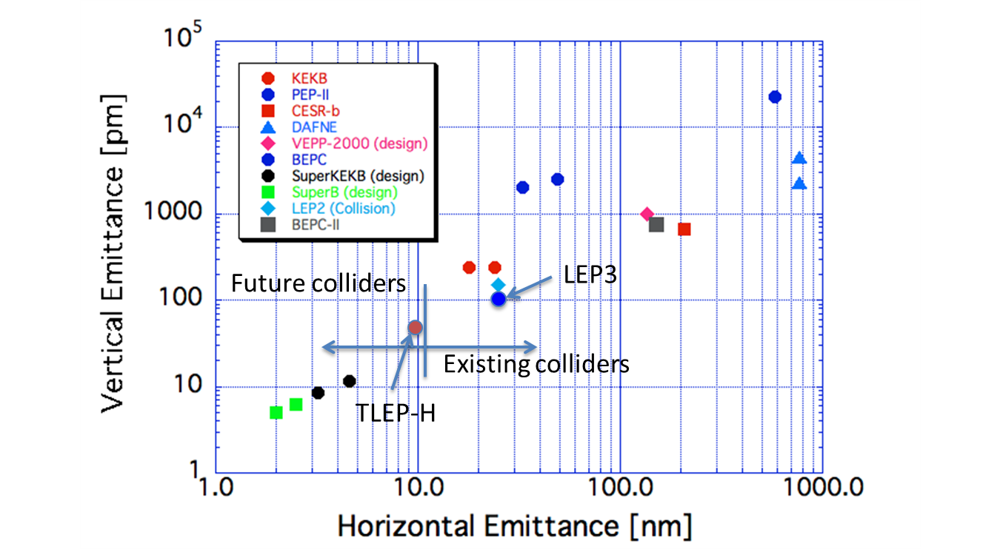 10^5
10^4
1000
100
10
1
Vertical Emittance [pm]
KEKB
PEP-II
CESR-b
DAFNE
VEPP-2000 (design)
BEPC
SuperKEKB (design)
SuperB (design)
LEP2 (Collision)
BEPC-II
LEP3
Future colliders
Existing colliders
TLEP-H
1.0
10.0
100.0
1000.0
Horizontal Emittance [nm]